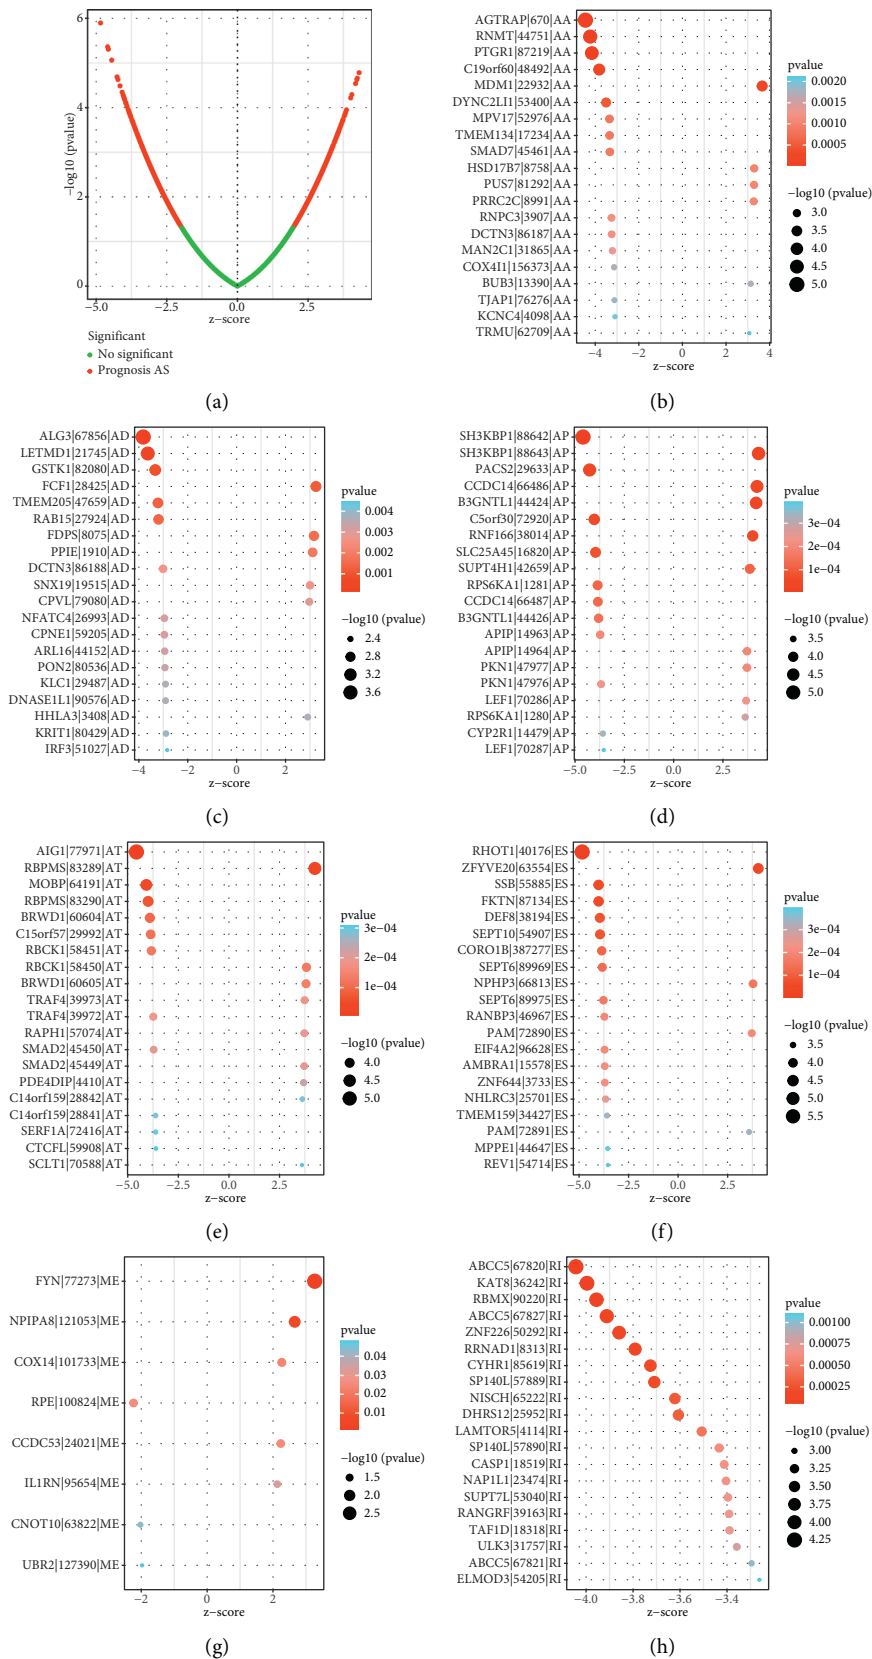 6
4
2
0
−log10 (pvalue)
−5.0
−2.5
0.0
2.5
z−score
Significant
No significant
Prognosis AS
(a)
AGTRAP|670|AA
RNMT|44751|AA
PTGR1|87219|AA
C19orf60|48492|AA
MDM1|22932|AA
DYNC2LI1|53400|AA
MPV17|52976|AA
TMEM134|17234|AA
SMAD7|45461|AA
HSD17B7|8758|AA
PUS7|81292|AA
PRRC2C|8991|AA
RNPC3|3907|AA
DCTN3|86187|AA
MAN2C1|31865|AA
COX4I1|156373|AA
BUB3|13390|AA
TJAP1|76276|AA
KCNC4|4098|AA
TRMU|62709|AA
−4
−2
0
2
4
z−score
pvalue
0.0020
0.0015
0.0010
0.0005
−log10 (pvalue)
3.0
3.5
4.0
4.5
5.0
(b)
ALG3|67856|AD
LETMD1|21745|AD
GSTK1|82080|AD
FCF1|28425|AD
TMEM205|47659|AD
RAB15|27924|AD
FDPS|8075|AD
PPIE|1910|AD
DCTN3|86188|AD
SNX19|19515|AD
CPVL|79080|AD
NFATC4|26993|AD
CPNE1|59205|AD
ARL16|44152|AD
PON2|80536|AD
KLC1|29487|AD
DNASE1L1|90576|AD
HHLA3|3408|AD
KRIT1|80429|AD
IRF3|51027|AD
−4
−2
0
2
z−score
pvalue
0.004
0.003
0.002
0.001
−log10 (pvalue)
2.4
2.8
3.2
3.6
(c)
SH3KBP1|88642|AP
SH3KBP1|88643|AP
PACS2|29633|AP
CCDC14|66486|AP
B3GNTL1|44424|AP
C5orf30|72920|AP
RNF166|38014|AP
SLC25A45|16820|AP
SUPT4H1|42659|AP
RPS6KA1|1281|AP
CCDC14|66487|AP
B3GNTL1|44426|AP
APIP|14963|AP
APIP|14964|AP
PKN1|47977|AP
PKN1|47976|AP
LEF1|70286|AP
RPS6KA1|1280|AP
CYP2R1|14479|AP
LEF1|70287|AP
−5.0
−2.5
0.0
2.5
z−score
pvalue
3e−04
2e−04
1e−04
−log10 (pvalue)
3.5
4.0
4.5
5.0
(d)
AIG1|77971|AT
RBPMS|83289|AT
MOBP|64191|AT
RBPMS|83290|AT
BRWD1|60604|AT
C15orf57|29992|AT
RBCK1|58451|AT
RBCK1|58450|AT
BRWD1|60605|AT
TRAF4|39973|AT
TRAF4|39972|AT
RAPH1|57074|AT
SMAD2|45450|AT
SMAD2|45449|AT
PDE4DIP|4410|AT
C14orf159|28842|AT
C14orf159|28841|AT
SERF1A|72416|AT
CTCFL|59908|AT
SCLT1|70588|AT
−5.0
−2.5
0.0
2.5
z−score
pvalue
3e−04
2e−04
1e−04
−log10 (pvalue)
4.0
4.5
5.0
(e)
RHOT1|40176|ES
ZFYVE20|63554|ES
SSB|55885|ES
FKTN|87134|ES
DEF8|38194|ES
SEPT10|54907|ES
CORO1B|387277|ES
SEPT6|89969|ES
NPHP3|66813|ES
SEPT6|89975|ES
RANBP3|46967|ES
PAM|72890|ES
EIF4A2|96628|ES
AMBRA1|15578|ES
ZNF644|3733|ES
NHLRC3|25701|ES
TMEM159|34427|ES
PAM|72891|ES
MPPE1|44647|ES
REV1|54714|ES
−5.0
−2.5
0.0
2.5
z−score
pvalue
3e−04
2e−04
1e−04
−log10 (pvalue)
3.5
4.0
4.5
5.0
5.5
(f)
FYN|77273|ME
NPIPA8|121053|ME
COX14|101733|ME
RPE|100824|ME
CCDC53|24021|ME
IL1RN|95654|ME
CNOT10|63822|ME
UBR2|127390|ME
−2
0
2
z−score
pvalue
0.04
0.03
0.02
0.01
−log10 (pvalue)
1.5
2.0
2.5
(g)
ABCC5|67820|RI
KAT8|36242|RI
RBMX|90220|RI
ABCC5|67827|RI
ZNF226|50292|RI
RRNAD1|8313|RI
CYHR1|85619|RI
SP140L|57889|RI
NISCH|65222|RI
DHRS12|25952|RI
LAMTOR5|4114|RI
SP140L|57890|RI
CASP1|18519|RI
NAP1L1|23474|RI
SUPT7L|53040|RI
RANGRF|39163|RI
TAF1D|18318|RI
ULK3|31757|RI
ABCC5|67821|RI
ELMOD3|54205|RI
−4.0
−3.8
−3.6
−3.4
z−score
pvalue
0.00100
0.00075
0.00050
0.00025
−log10 (pvalue)
3.00
3.25
3.50
3.75
4.00
4.25
(h)